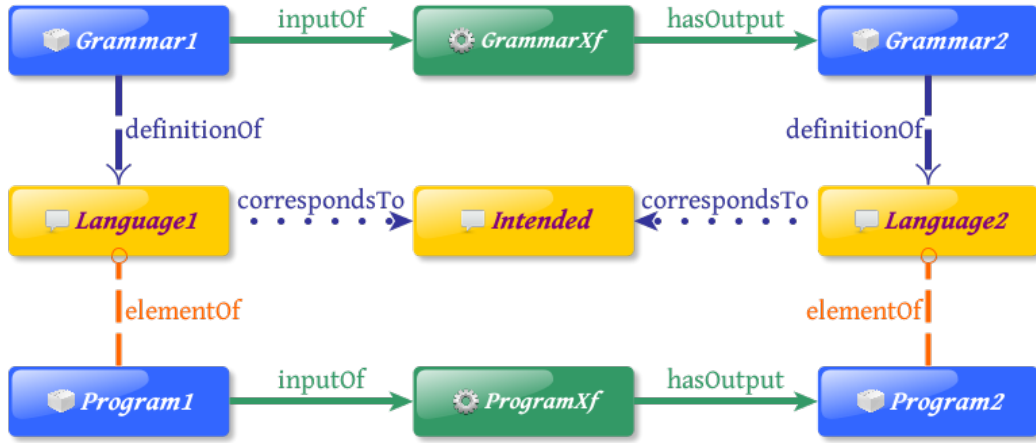 inputOf hasOutput
Grammar1 GrammarXf Grammar2
definitionOf definitionOf
correspondsTo correspondsTo
Language1 Intended Language2
elementOf elementOf
inputOf hasOutput
Program1 ProgramXf Program2